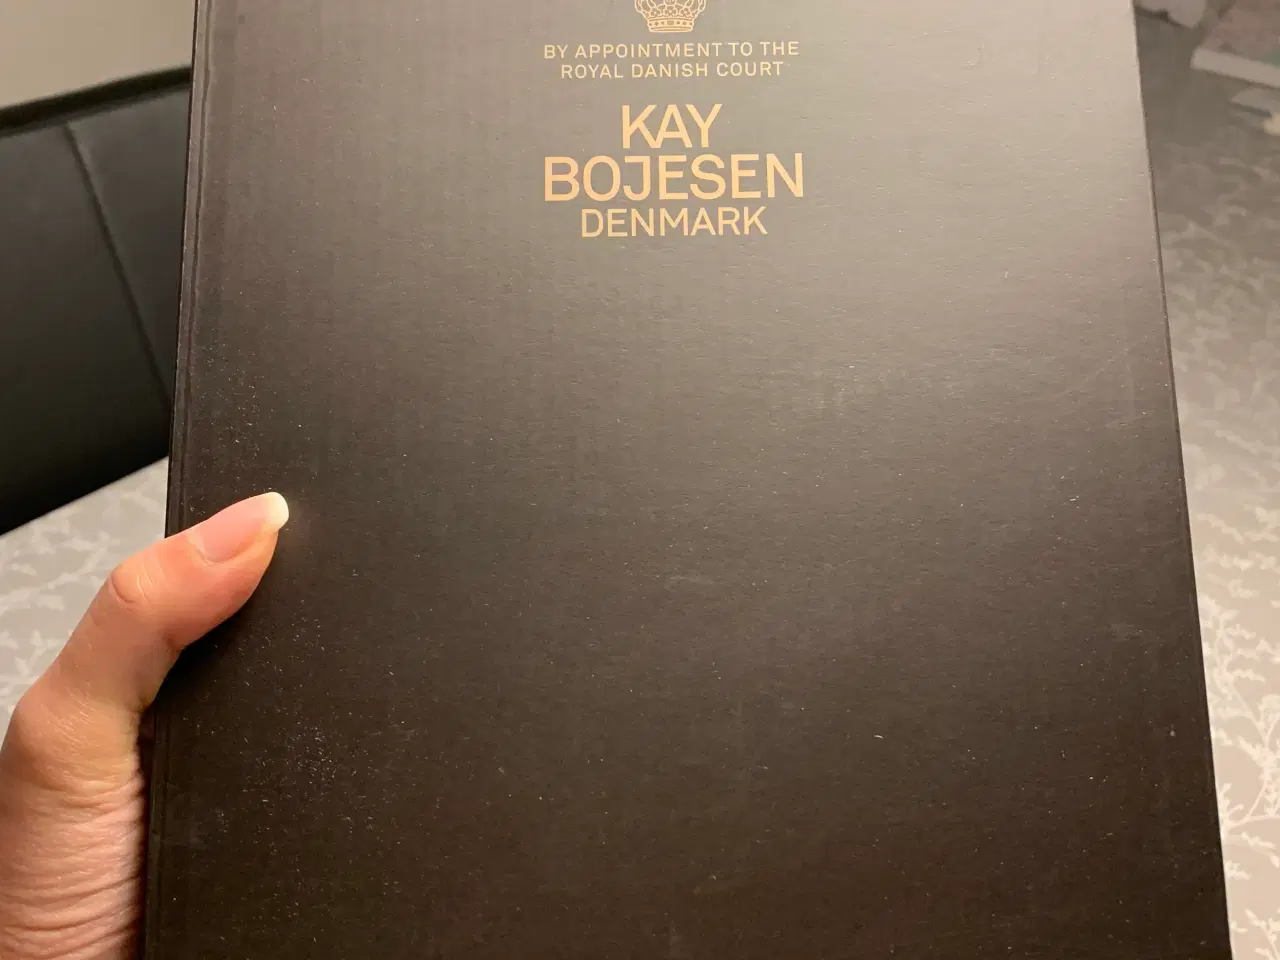 BY APPOINTMENT TO THE
ROYAL DANISH COURT
KAY
BOJESEN
DENMARK